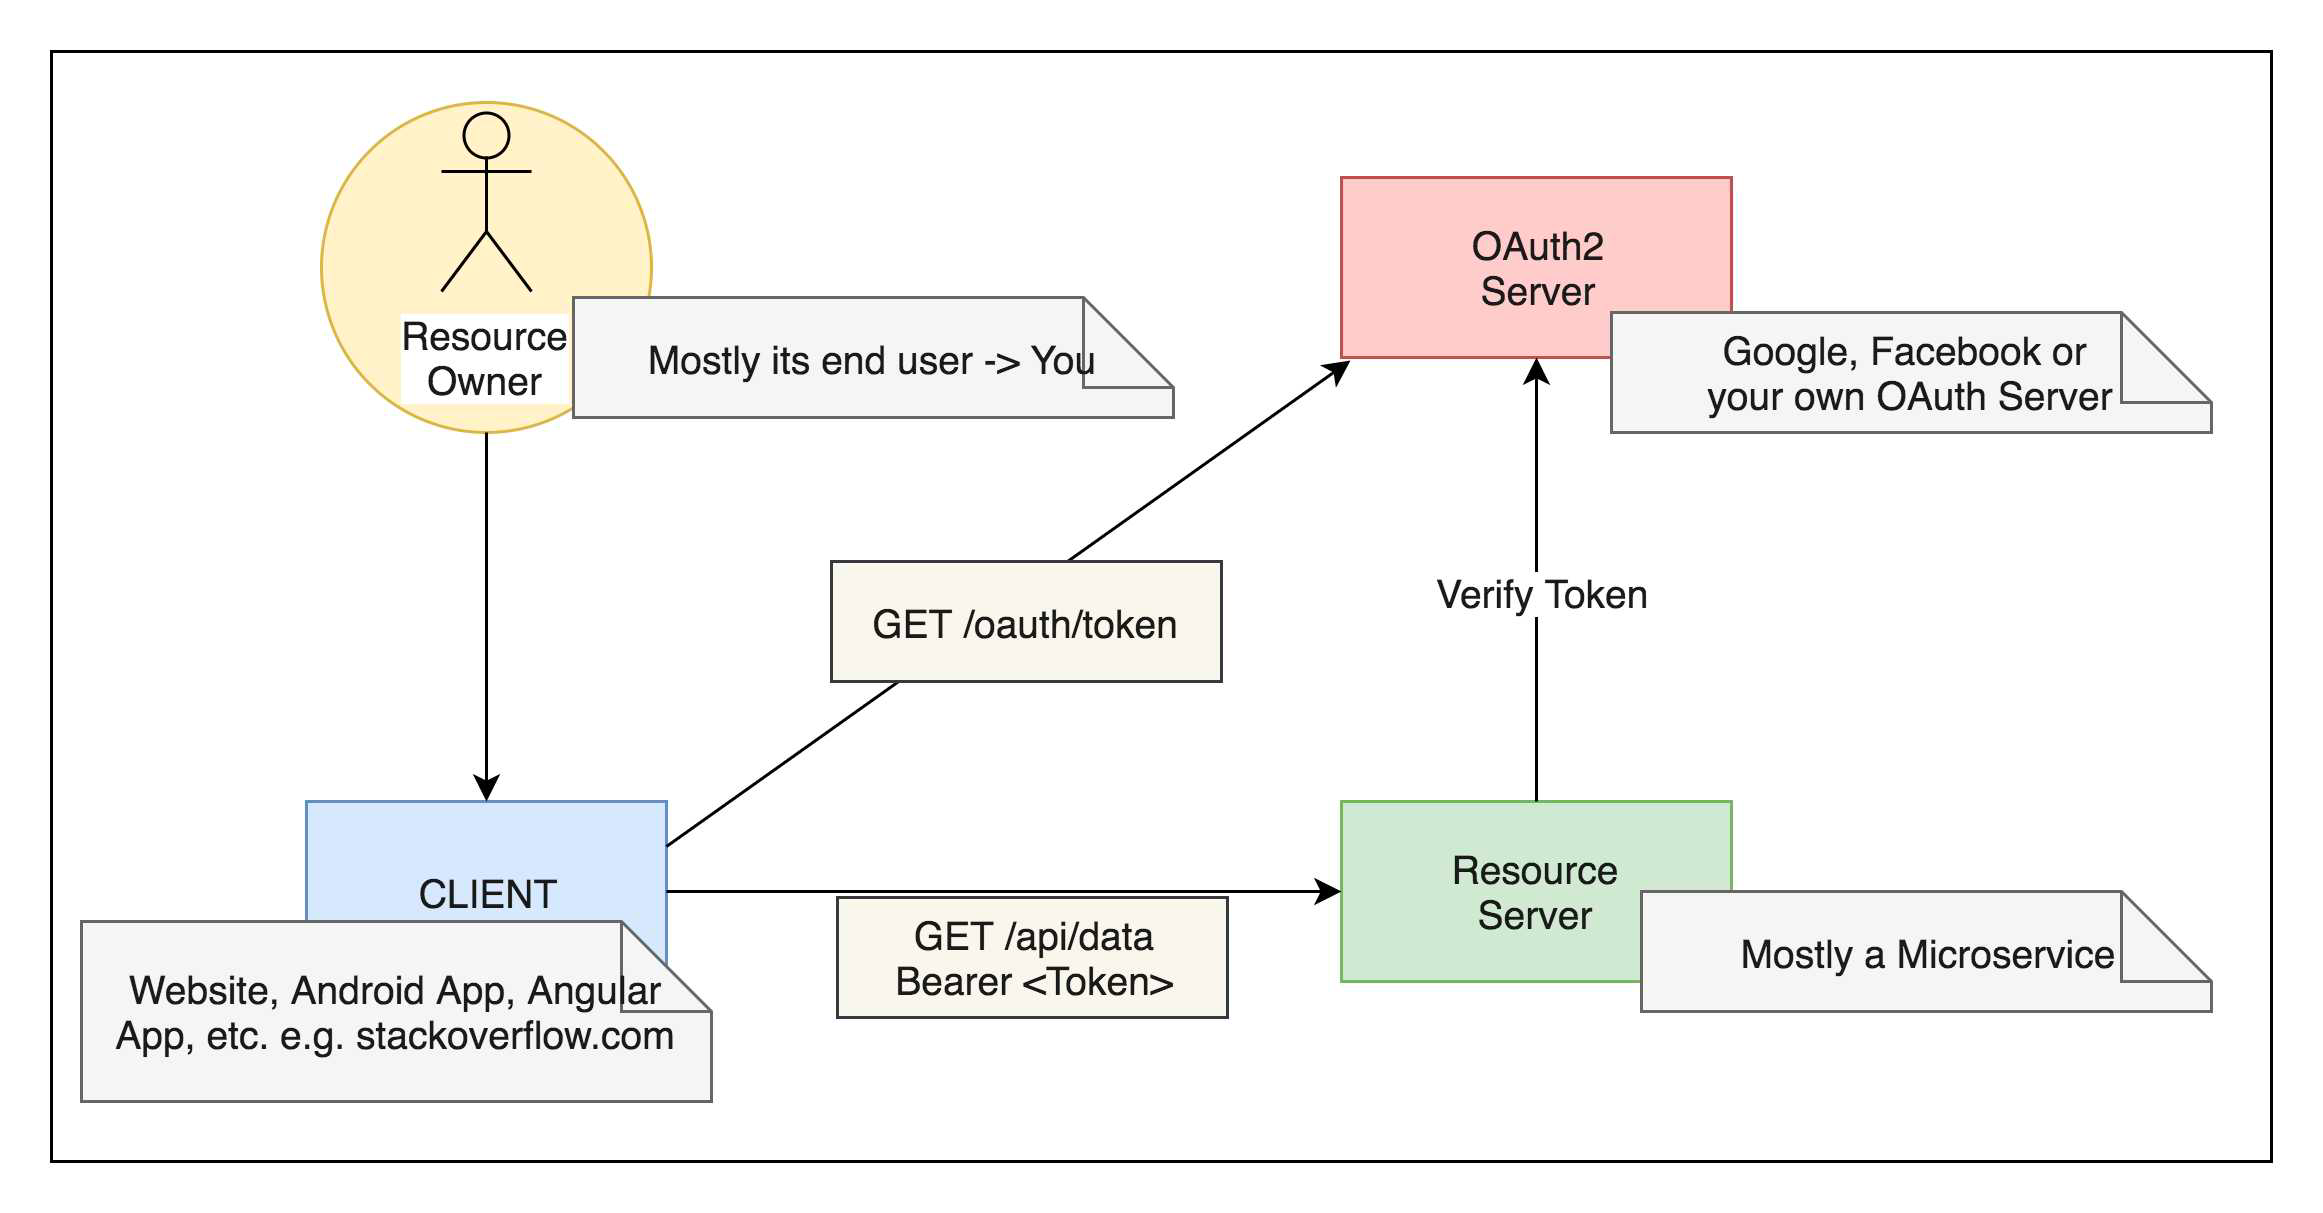 Resource
Owner
Mostly its end user -> You
OAuth2
Server
Google, Facebook or
your own OAuth Server
GET /oauth/token
Verify Token
CLIENT
Website, Android App, Angular
App, etc. e.g. stackoverflow.com
GET /api/data
Bearer <Token>
Resource
Server
Mostly a Microservice